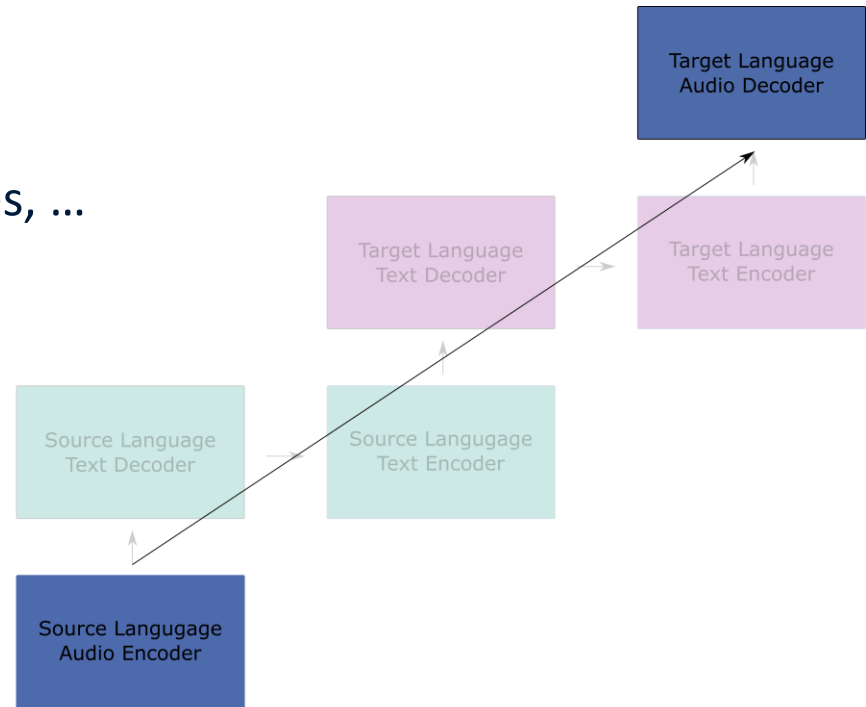 Target Language
Audio Decoder
s, ...
Target Language
Text Decoder
Target Language
Text Encoder
Source Language
Text Decoder
Source Langugage
Text Encoder
Source Langugage
Audio Encoder